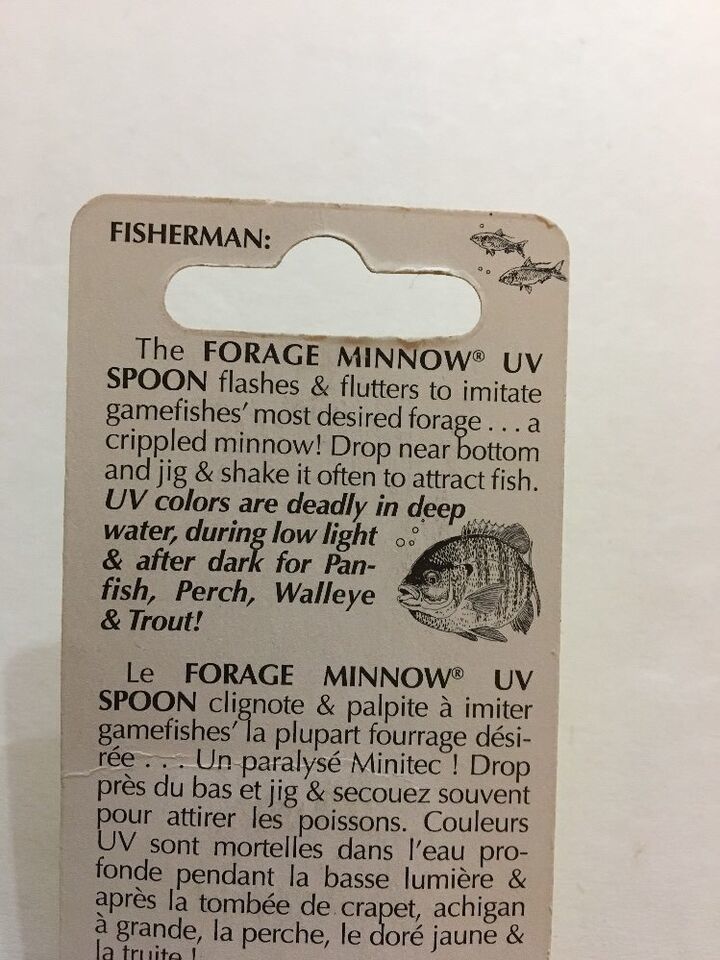 FISHERMAN:
The FORAGE MINNOW® UV
SPOON flashes & flutters to imitate
gamefishes' most desired forage . . . a
crippled minnow! Drop near bottom
and jig & shake it often to attract fish.
UV colors are deadly in deep
water, during low light
& after dark for Pan-
fish, Perch, Walleye
& Trout!
Le FORAGE MINNOW® UV
SPOON clignote & palpite à imiter
gamefishes' la plupart fourrage dési-
rée . . . Un paralysé Minitec ! Drop
près du bas et jig & secouez souvent
pour attirer les poissons. Couleurs
UV sont mortelles dans l'eau pro-
fonde pendant la basse lumière &
après la tombée de crapet, achigan
à grande, la perche, le doré jaune &
la truite !